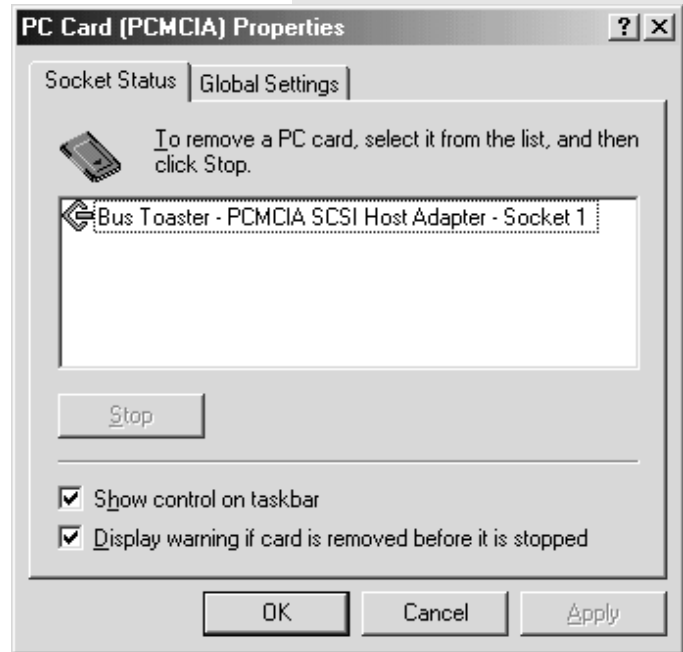 PC Card (PCMCIA) Properties
Socket Status
Global Settings
To remove a PC card, select it from the list, and then
click Stop.
Bus Toaster - PCMCIA SCSI Host Adapter - Socket 1
Stop
Show control on taskbar
Display warning if card is removed before it is stopped
OK
Cancel
Apply